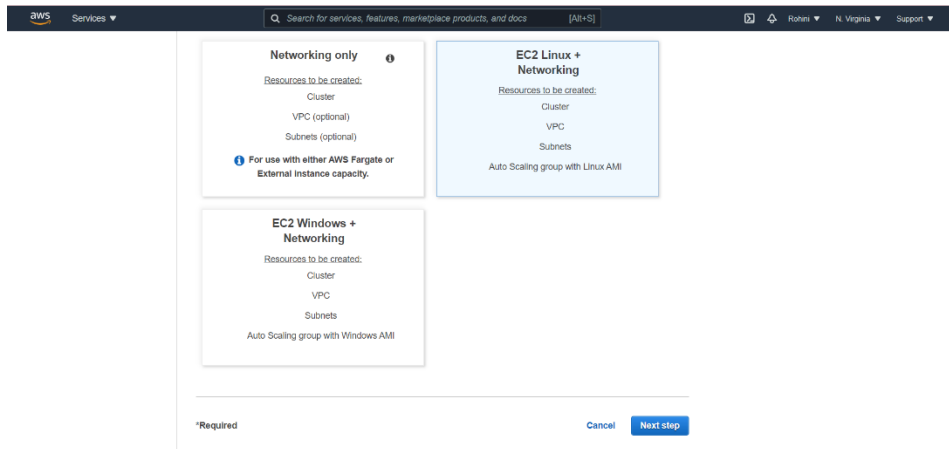 aws Services ▼ Search for services, features, marketplace products, and docs [Alt+S] Rohini ▼ N. Virginia ▼ Support ▼
Networking only
Resources to be created:
Cluster
VPC (optional)
Subnets (optional)
For use with either AWS Fargate or
External instance capacity.
EC2 Linux +
Networking
Resources to be created:
Cluster
VPC
Subnets
Auto Scaling group with Linux AMI
EC2 Windows +
Networking
Resources to be created:
Cluster
VPC
Subnets
Auto Scaling group with Windows AMI
*Required Cancel Next step